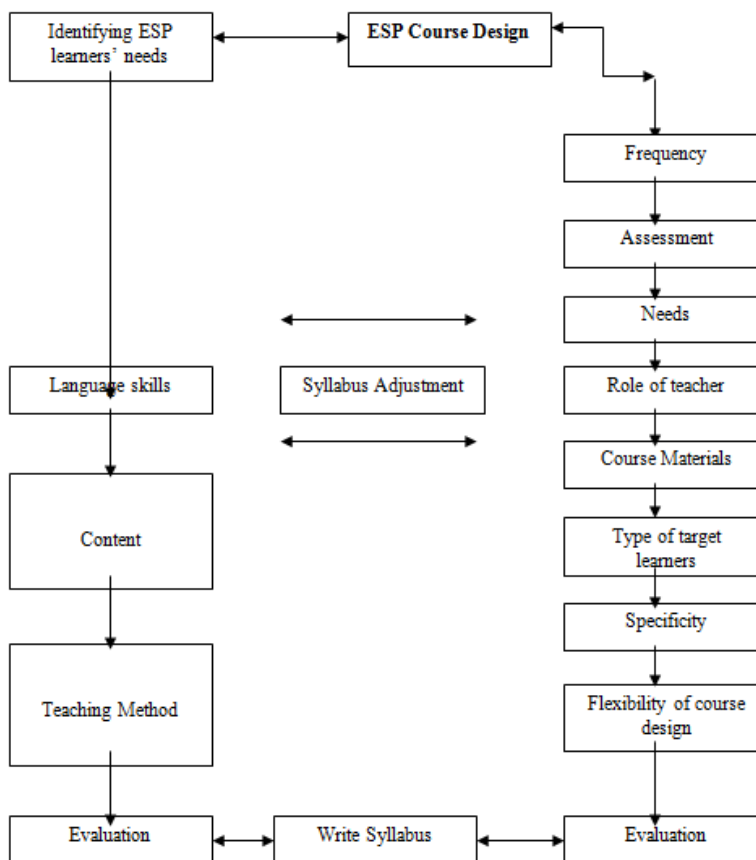 Identifying ESP
learners’ needs
ESP Course Design
Frequency
Assessment
Needs
Language skills
Syllabus Adjustment
Role of teacher
Course Materials
Content
Type of target
learners
Specificity
Teaching Method
Flexibility of course
design
Evaluation
Write Syllabus
Evaluation